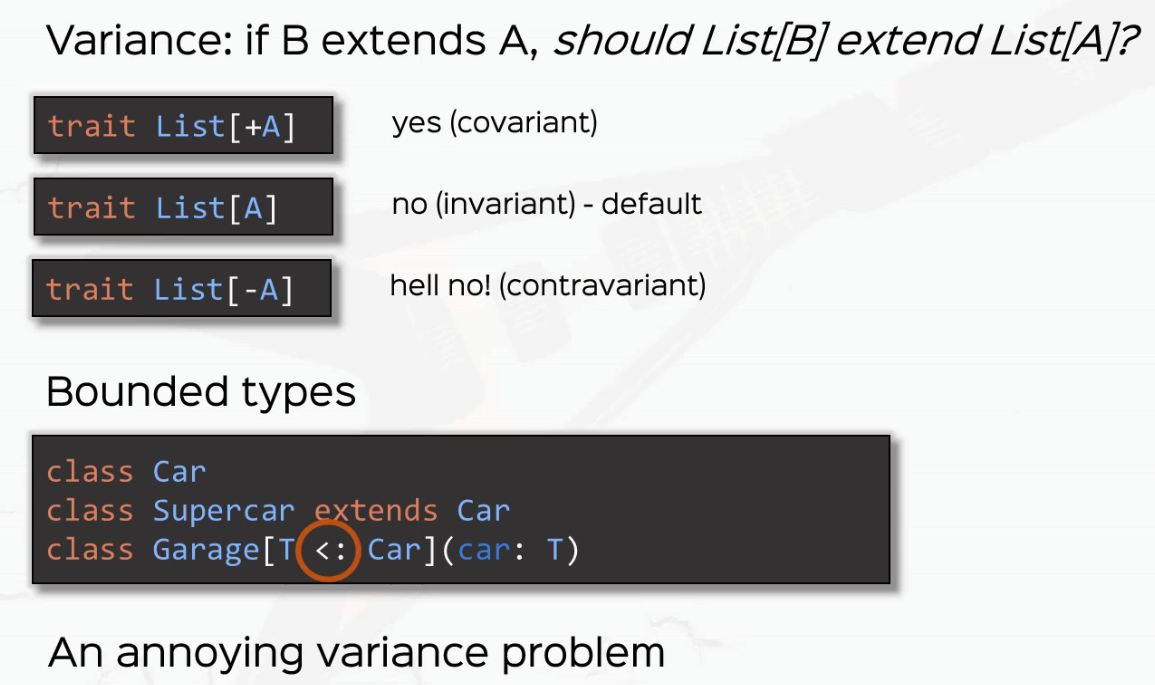 Variance: if B extends A, should List[B] extend List[A]?
trait List[+A]
yes (covariant)
trait List[A]
no (invariant) - default
trait List[-A]
hell no! (contravariant)
Bounded types
class Car
class Supercar extends Car
class Garage[T <: Car](car: T)
An annoying variance problem